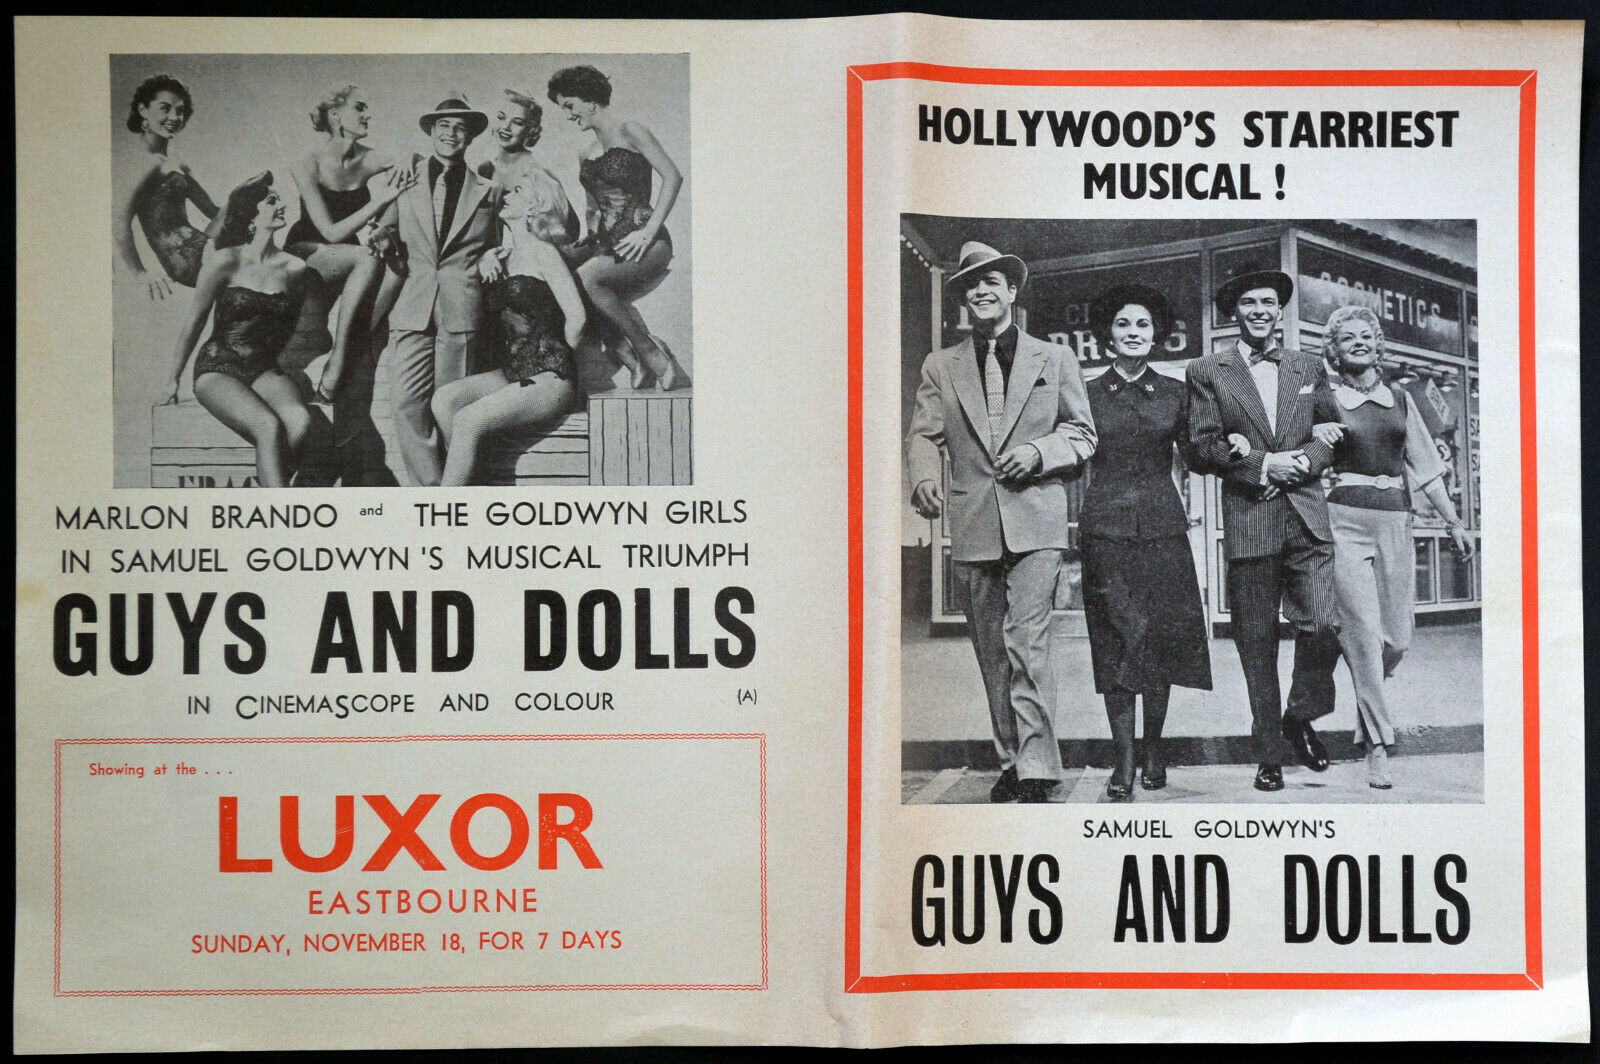 MARLON BRANDO and THE GOLDWYN GIRLS
IN SAMUEL GOLDWYN'S MUSICAL TRIUMPH
GUYS AND DOLLS
IN CINEMASCOPE AND COLOUR (A)
Showing at the . . .
LUXOR
EASTBOURNE
SUNDAY, NOVEMBER 18, FOR 7 DAYS
HOLLYWOOD'S STARRIEST
MUSICAL !
COSMETICS
SAMUEL GOLDWYN'S
GUYS AND DOLLS